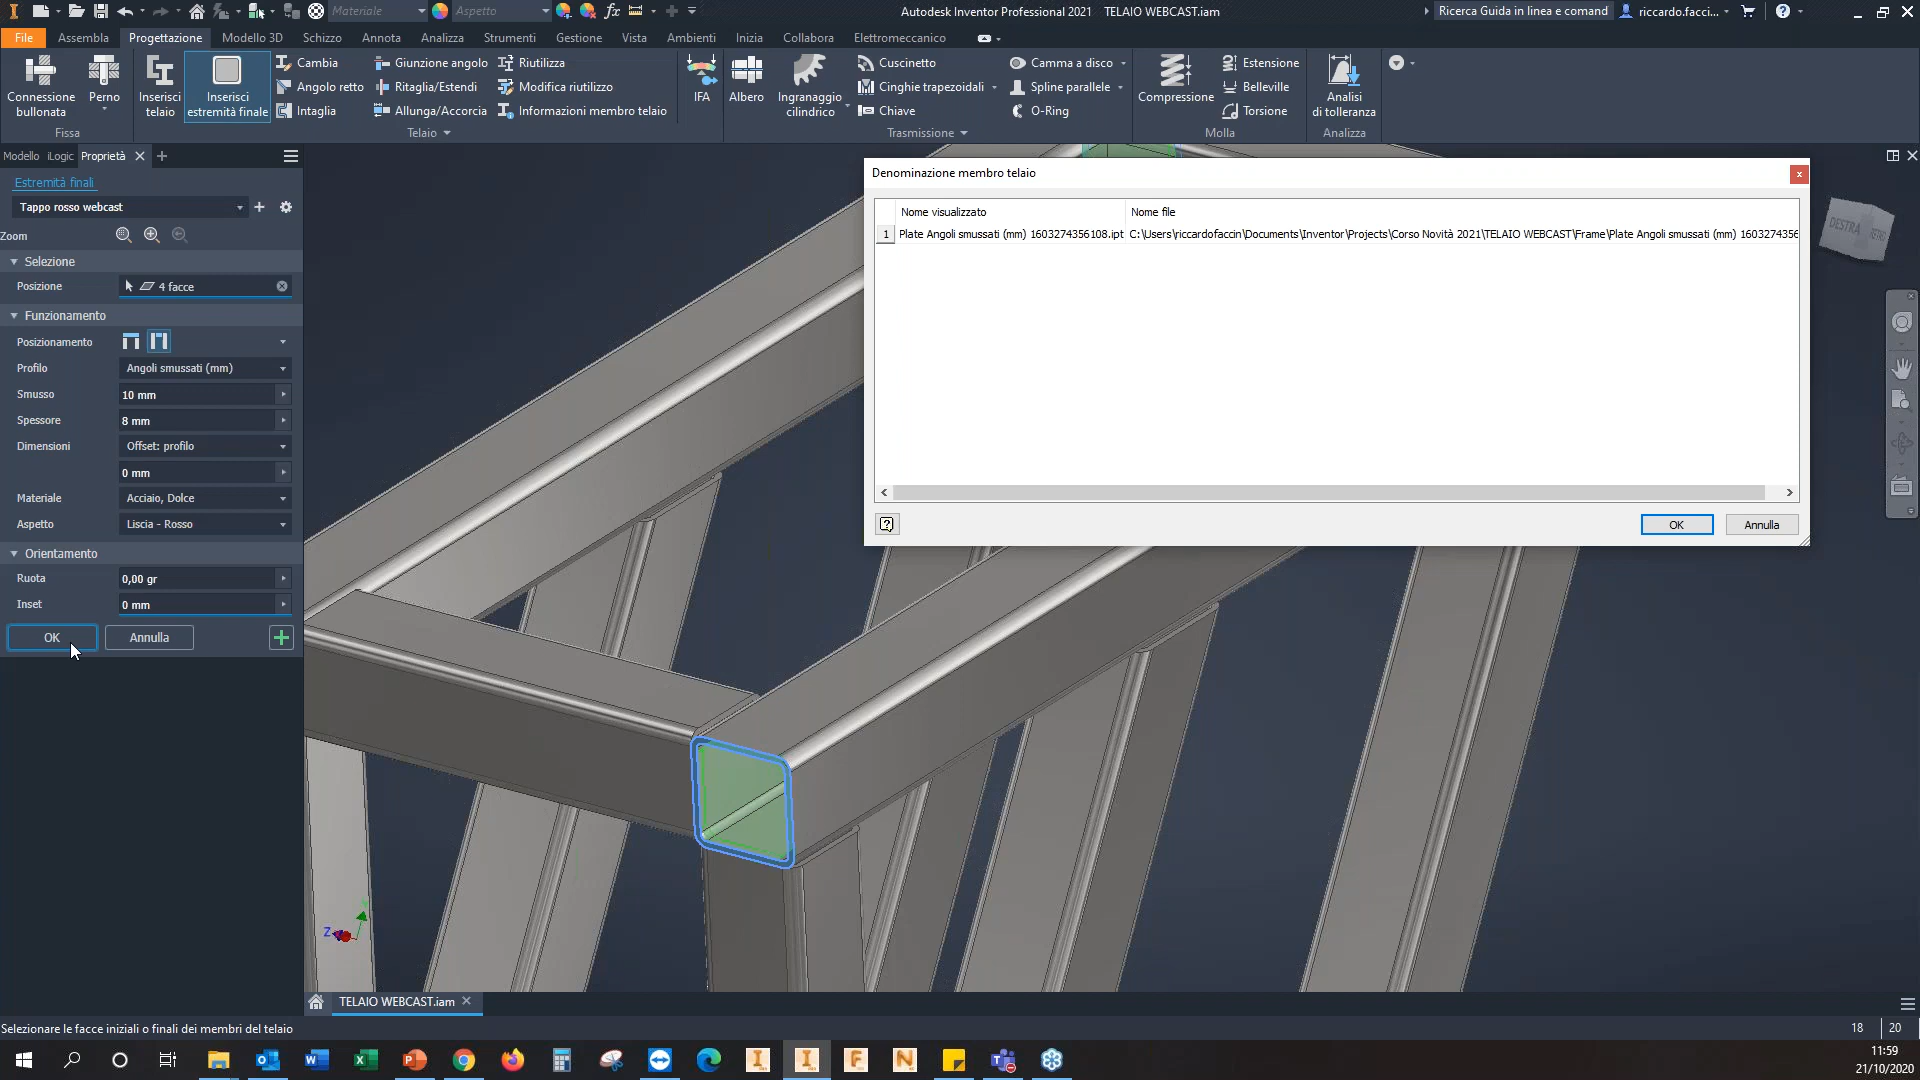 Materiale
Aspetto
Autodesk Inventor Professional 2021 TELAIO WEBCAST.iam
Ricerca Guida in linea e comand
riccardo.facci...
File
Assembla
Progettazione
Modello 3D
Schizzo
Annota
Analizza
Strumenti
Gestione
Vista
Ambienti
Inizia
Collabora
Elettromeccanico
Connessione
bullonata
Perno
Fissa
Inserisci
telaio
Inserisci
estremità finale
Cambia
Angolo retto
Intaglia
Giunzione angolo
Ritaglia/Estendi
Allunga/Accorcia
Riutilizza
Modifica riutilizzo
Informazioni membro telaio
Telaio
IFA
Albero
Ingranaggio
cilindrico
Cuscinetto
Cinghie trapezoidali
Chiave
Camma a disco
Spline parallele
O-Ring
Trasmissione
Compressione
Estensione
Belleville
Torsione
Molla
Analisi
di tolleranza
Analizza
Modello
iLogic
Proprietà
Estremità finali
Tappo rosso webcast
Zoom
Selezione
Posizione
4 facce
Funzionamento
Posizionamento
Profilo
Angoli smussati (mm)
Smusso
10 mm
Spessore
8 mm
Dimensioni
Offset: profilo
0 mm
Materiale
Acciaio, Dolce
Aspetto
Liscia - Rosso
Orientamento
Ruota
0,00 gr
Inset
0 mm
OK
Annulla
Denominazione membro telaio
Nome visualizzato
Nome file
1
Plate Angoli smussati (mm) 1603274356108.ipt
C:\Users\riccardofaccin\Documents\Inventor\Projects\Corso Novità 2021\TELAIO WEBCAST\Frame\Plate Angoli smussati (mm) 1603274356
OK
Annulla
DESTRA
RETRO
Z
TELAIO WEBCAST.iam
Selezionare le facce iniziali o finali dei membri del telaio
18
20
11:59
21/10/2020